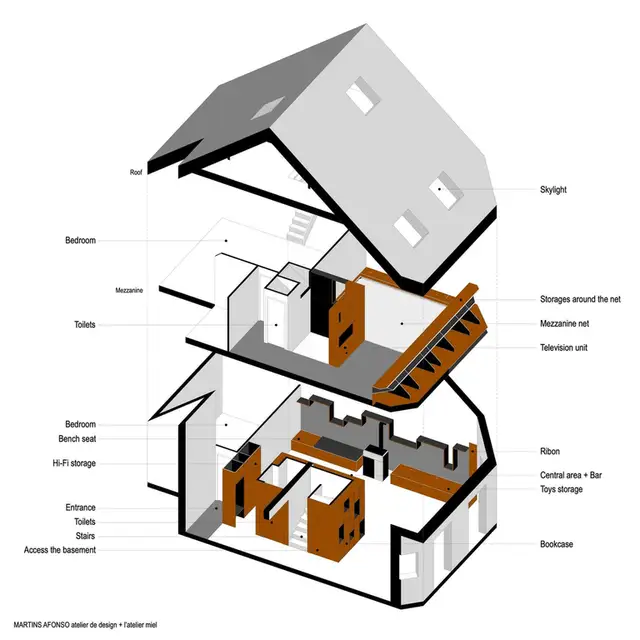 Roof
Skylight
Bedroom
Mezzanine
Storages around the net
Toilets
Mezzanine net
Television unit
Bedroom
Bench seat
Ribon
Hi-Fi storage
Central area + Bar
Toys storage
Entrance
Toilets
Stairs
Bookcase
Access the basement
MARTINS AFONSO atelier de design + l'atelier miel